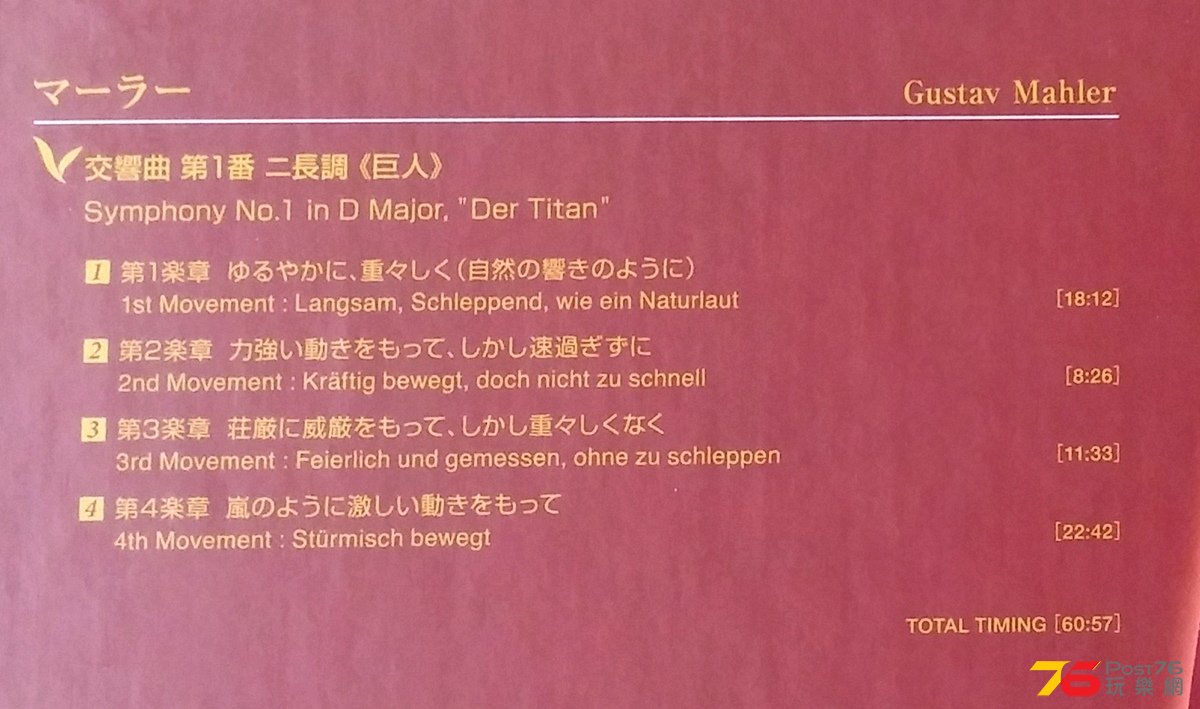 マーラー
Gustav Mahler
交響曲 第1番 ニ長調《巨人》
Symphony No.1 in D Major, "Der Titan"
1 第1楽章 ゆるやかに、重々しく（自然の響きのように）
1st Movement : Langsam, Schleppend, wie ein Naturlaut [18:12]
2 第2楽章 力強い動きをもって、しかし速過ぎずに
2nd Movement : Kräftig bewegt, doch nicht zu schnell [8:26]
3 第3楽章 荘厳に威厳をもって、しかし重々しくなく
3rd Movement : Feierlich und gemessen, ohne zu schleppen [11:33]
4 第4楽章 嵐のように激しい動きをもって
4th Movement : Stürmisch bewegt [22:42]
TOTAL TIMING [60:57]
76 POST76
玩樂網